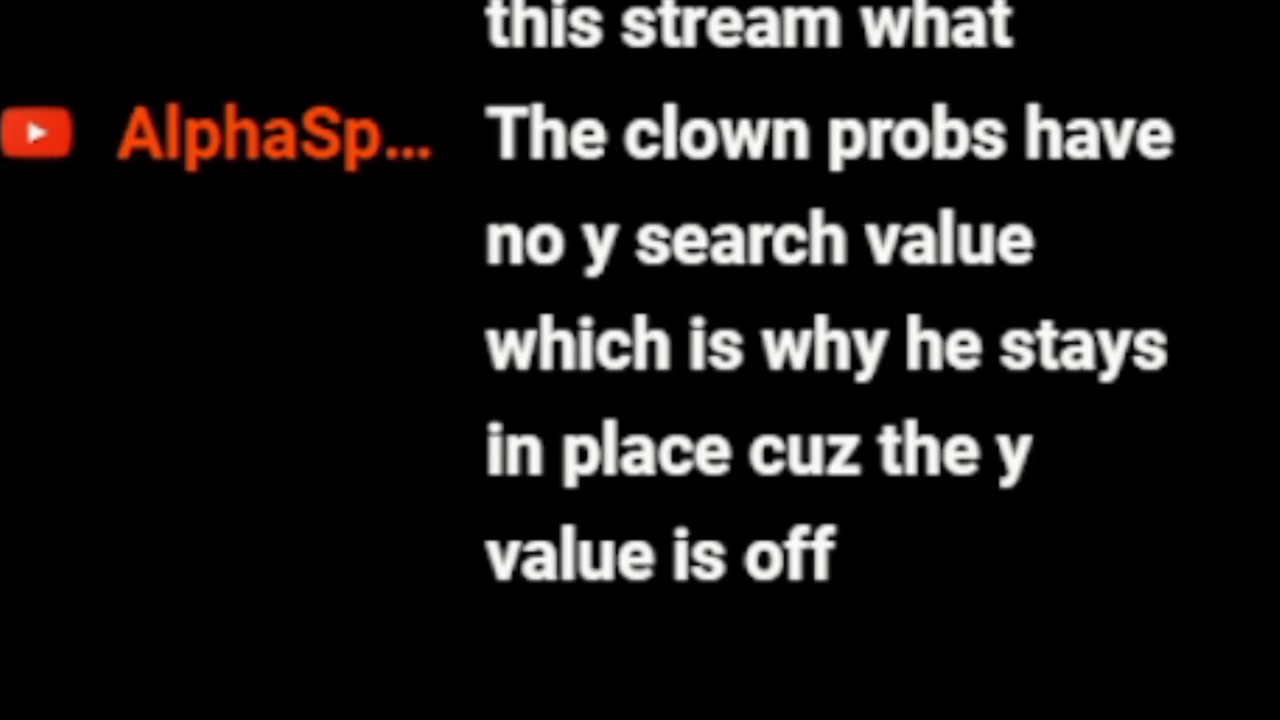 this stream what
AlphaSp... The clown probs have
no y search value
which is why he stays
in place cuz the y
value is off